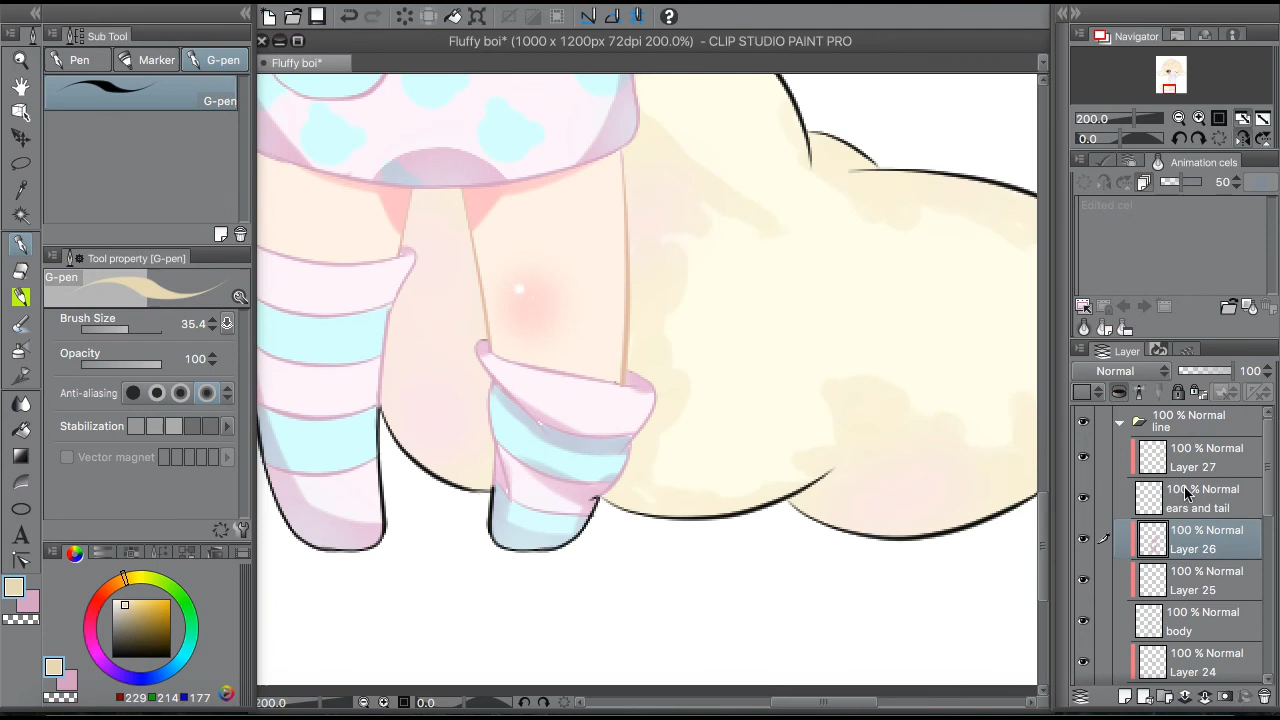 Sub Tool
Pen
Marker
G-pen
G-pen
Tool property [G-pen]
G-pen
Brush Size
35.4
Opacity
100
Anti-aliasing
Stabilization
Vector magnet
229 214 177
Fluffy boi* (1000 x 1200px 72dpi 200.0%) - CLIP STUDIO PAINT PRO
Fluffy boi*
200.0
0.0
Navigator
200.0
0.0
Animation cels
50
Edited cel
Layer
Normal
100
100 % Normal
line
100 % Normal
Layer 27
100 % Normal
ears and tail
100 % Normal
Layer 26
100 % Normal
Layer 25
100 % Normal
body
100 % Normal
Layer 24